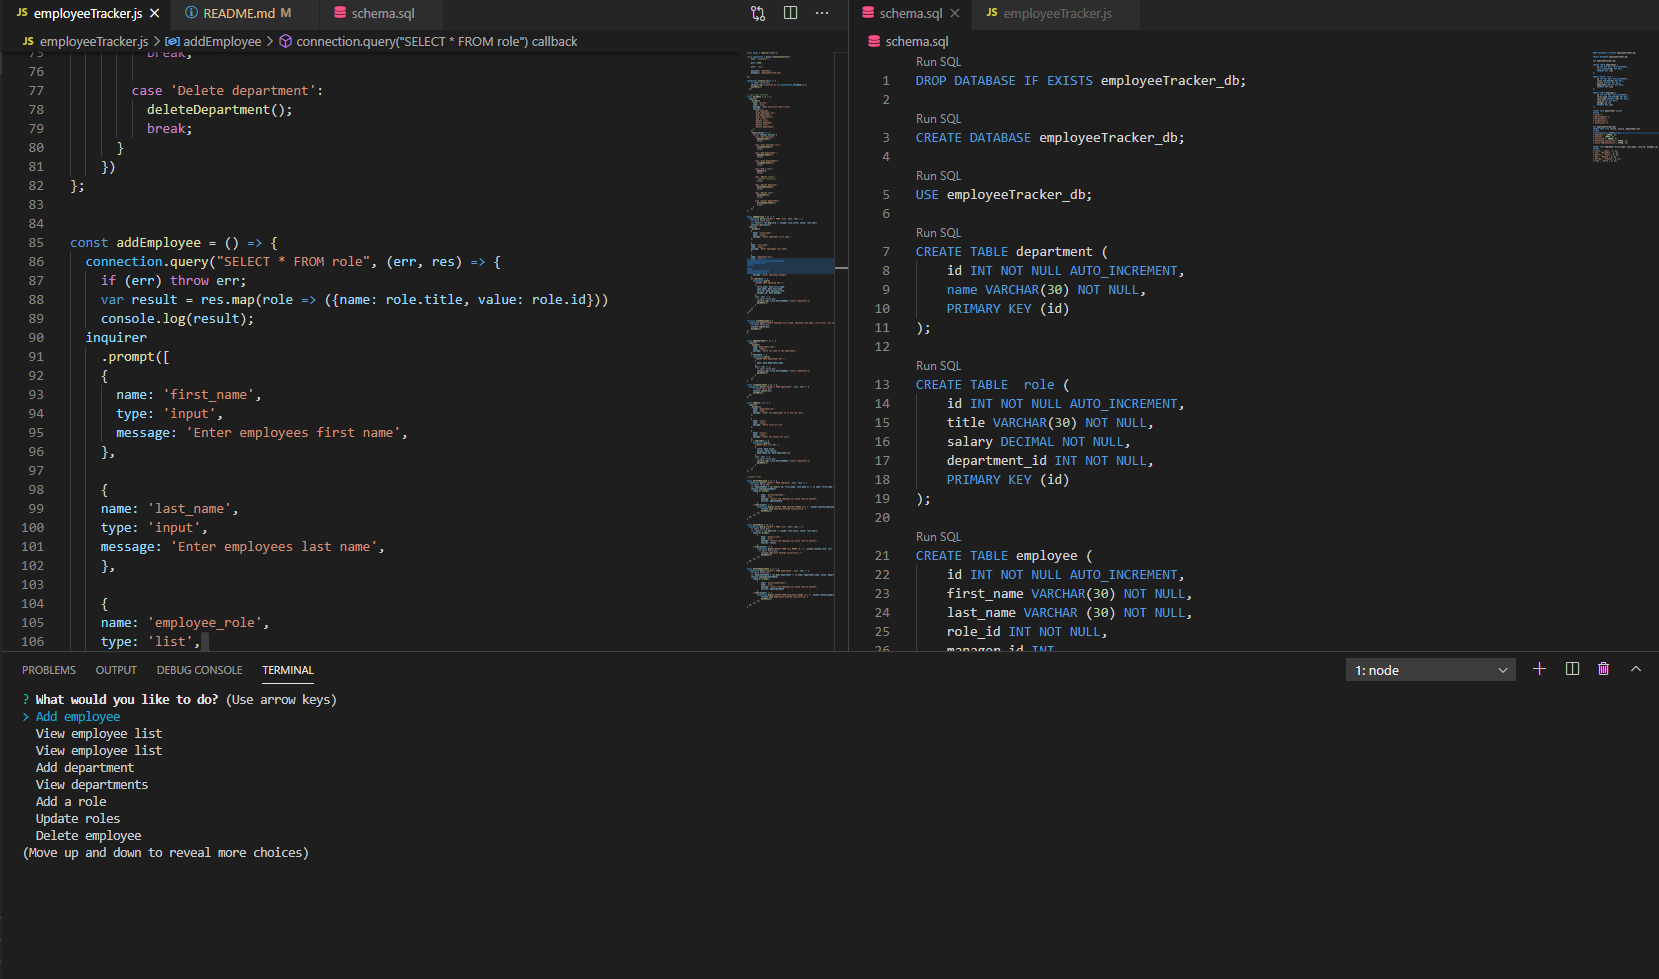 JS employeeTracker.js
README.md M
schema.sql
JS employeeTracker.js > addEmployee > connection.query("SELECT * FROM role") callback
75 break;
76
77 case 'Delete department':
78 deleteDepartment();
79 break;
80 }
81 })
82 };
83
84
85 const addEmployee = () => {
86 connection.query("SELECT * FROM role", (err, res) => {
87 if (err) throw err;
88 var result = res.map(role => ({name: role.title, value: role.id}))
89 console.log(result);
90 inquirer
91 .prompt([
92 {
93 name: 'first_name',
94 type: 'input',
95 message: 'Enter employees first name',
96 },
97
98 {
99 name: 'last_name',
100 type: 'input',
101 message: 'Enter employees last name',
102 },
103
104 {
105 name: 'employee_role',
106 type: 'list',
schema.sql
JS employeeTracker.js
schema.sql
Run SQL
1 DROP DATABASE IF EXISTS employeeTracker_db;
2
Run SQL
3 CREATE DATABASE employeeTracker_db;
4
Run SQL
5 USE employeeTracker_db;
6
Run SQL
7 CREATE TABLE department (
8 id INT NOT NULL AUTO_INCREMENT,
9 name VARCHAR(30) NOT NULL,
10 PRIMARY KEY (id)
11 );
12
Run SQL
13 CREATE TABLE  role (
14 id INT NOT NULL AUTO_INCREMENT,
15 title VARCHAR(30) NOT NULL,
16 salary DECIMAL NOT NULL,
17 department_id INT NOT NULL,
18 PRIMARY KEY (id)
19 );
20
Run SQL
21 CREATE TABLE employee (
22 id INT NOT NULL AUTO_INCREMENT,
23 first_name VARCHAR(30) NOT NULL,
24 last_name VARCHAR (30) NOT NULL,
25 role_id INT NOT NULL,
26 manager_id INT
PROBLEMS OUTPUT DEBUG CONSOLE TERMINAL
1: node
? What would you like to do? (Use arrow keys)
> Add employee
View employee list
View employee list
Add department
View departments
Add a role
Update roles
Delete employee
(Move up and down to reveal more choices)